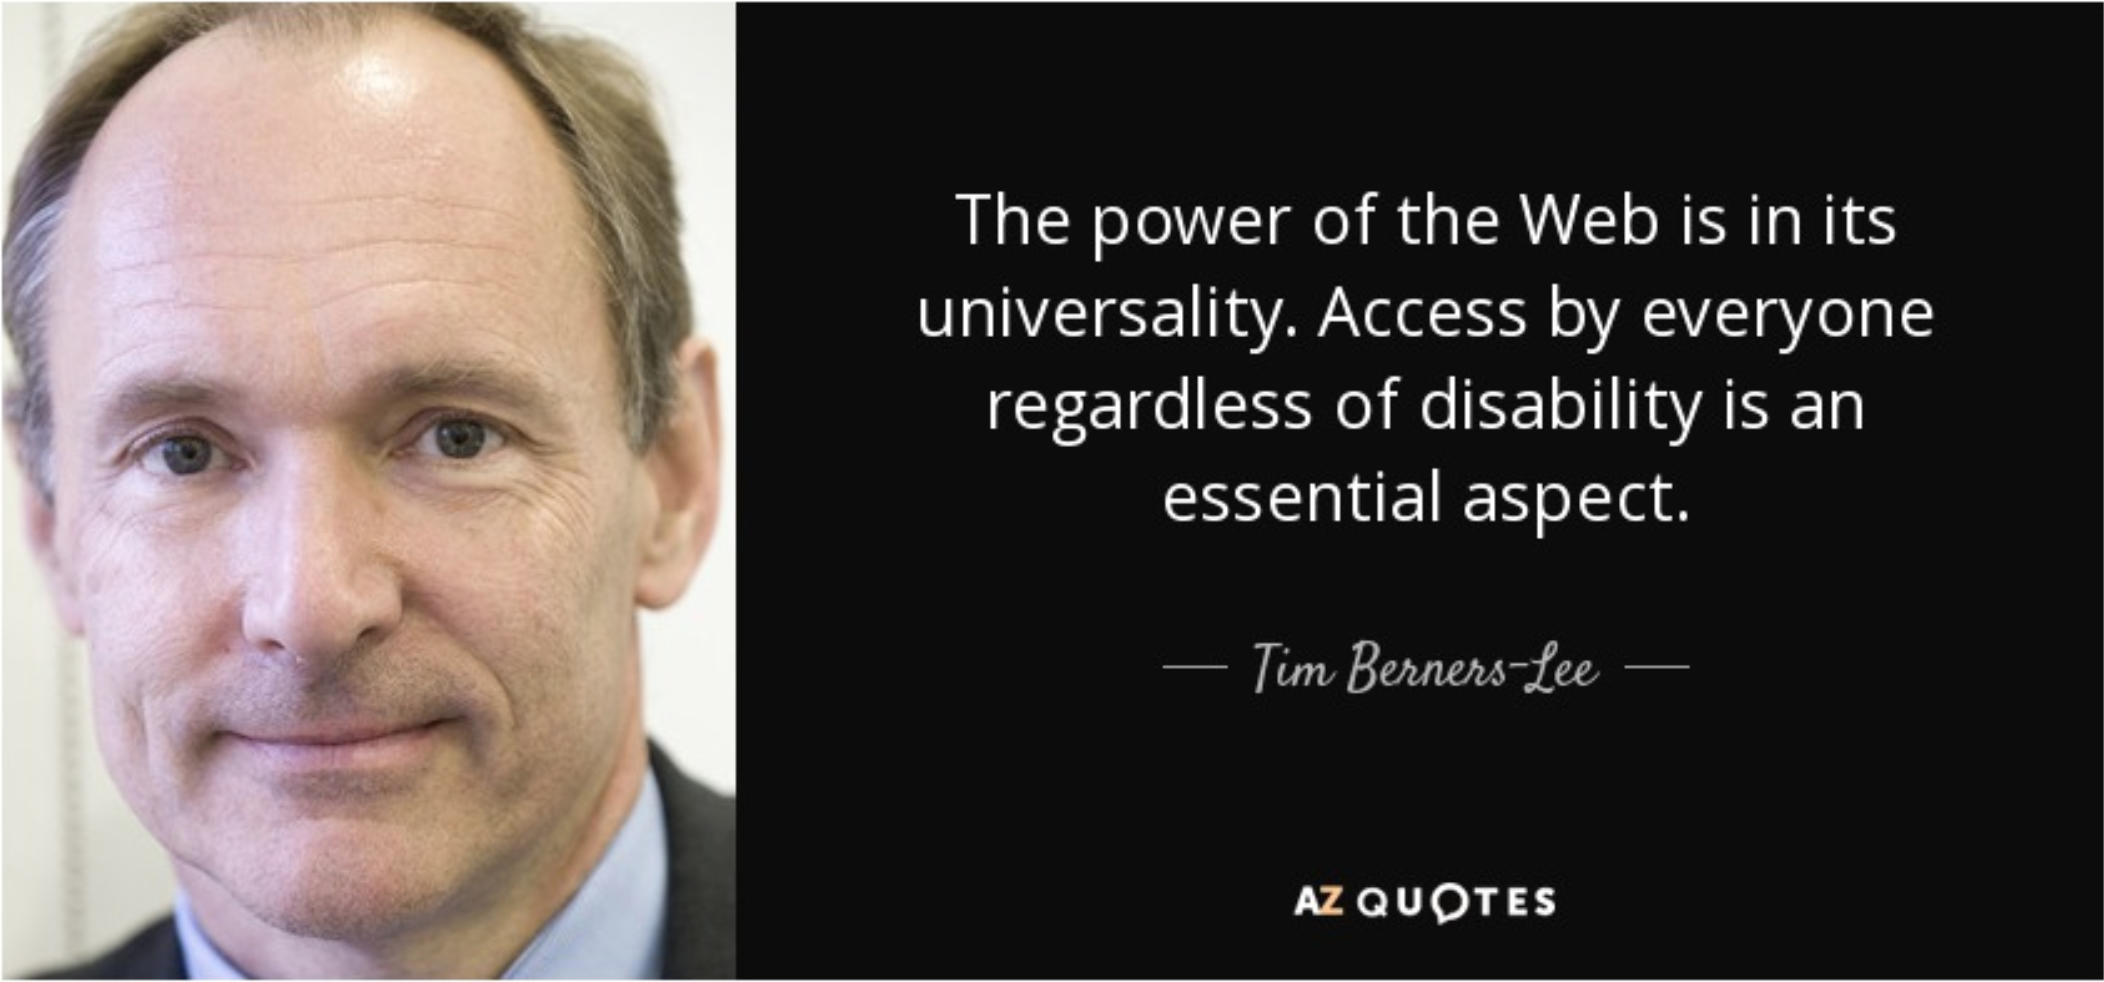 The power of the Web is in its
universality. Access by everyone
regardless of disability is an
essential aspect.
Tim Berners-Lee
AZ QUOTES